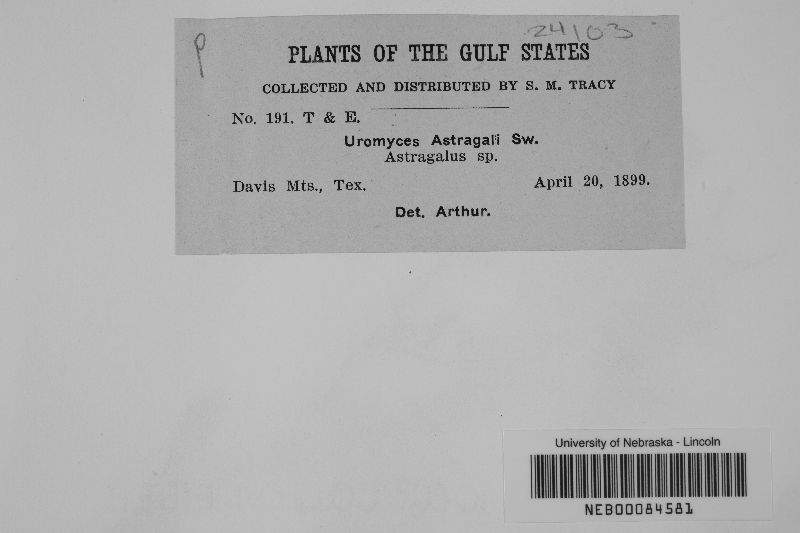 P
24103
PLANTS OF THE GULF STATES
COLLECTED AND DISTRIBUTED BY S. M. TRACY
No. 191. T & E.
Uromyces Astragali Sw.
Astragalus sp.
Davis Mts., Tex.
April 20, 1899.
Det. Arthur.
University of Nebraska - Lincoln
NEB00084581